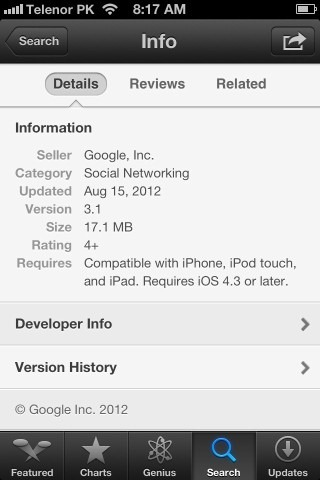 Telenor PK 8:17 AM
Search Info
Details Reviews Related
Information
Seller Google, Inc.
Category Social Networking
Updated Aug 15, 2012
Version 3.1
Size 17.1 MB
Rating 4+
Requires Compatible with iPhone, iPod touch,
and iPad. Requires iOS 4.3 or later.
Developer Info
Version History
© Google Inc. 2012
Featured Charts Genius Search Updates